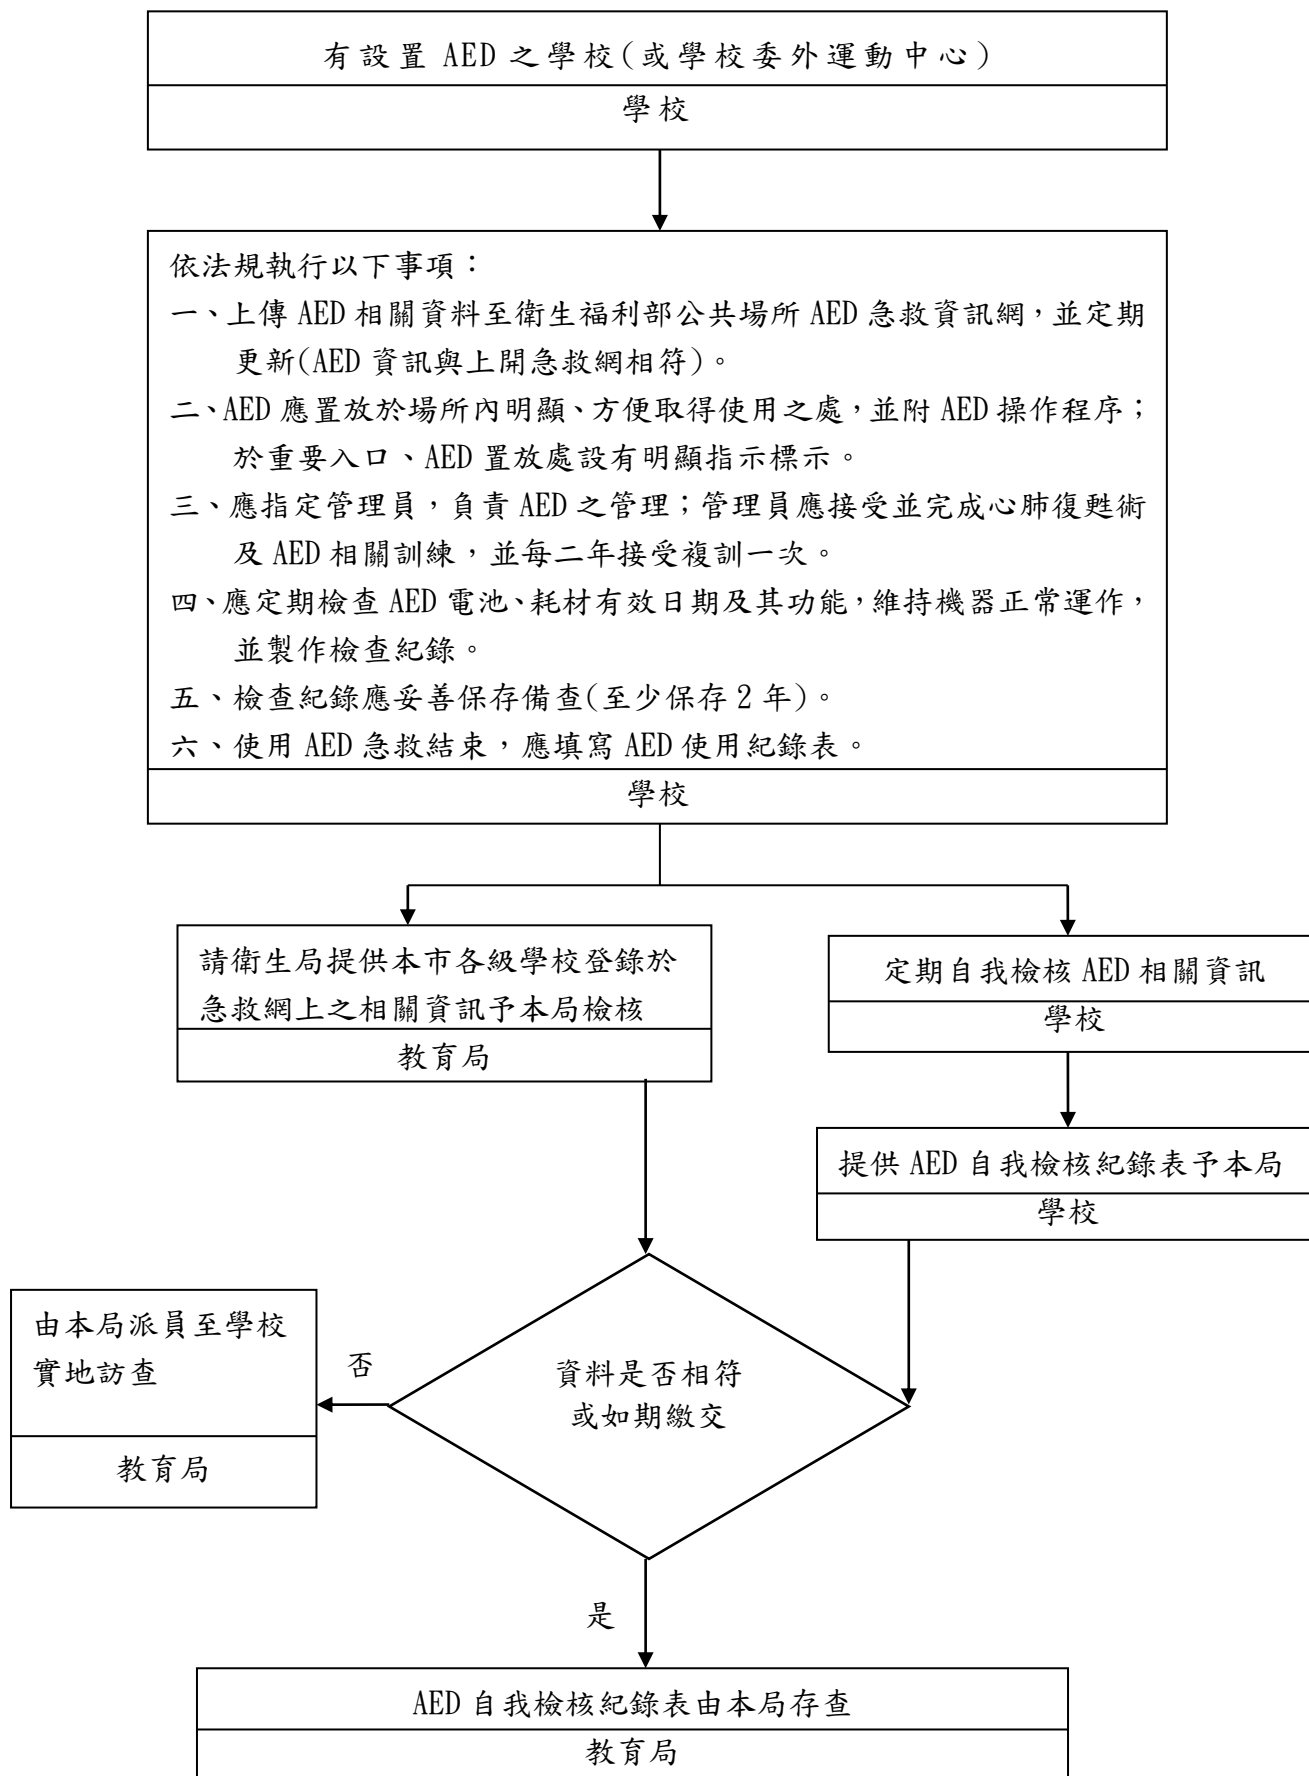 有設置 AED 之學校(或學校委外運動中心)
學校
依法規執行以下事項：
一、上傳 AED 相關資料至衛生福利部公共場所 AED 急救資訊網，並定期
更新(AED 資訊與上開急救網相符)。
二、AED 應置放於場所內明顯、方便取得使用之處，並附 AED 操作程序；
於重要入口、AED 置放處設有明顯指示標示。
三、應指定管理員，負責 AED 之管理；管理員應接受並完成心肺復甦術
及 AED 相關訓練，並每二年接受複訓一次。
四、應定期檢查 AED 電池、耗材有效日期及其功能，維持機器正常運作，
並製作檢查紀錄。
五、檢查紀錄應妥善保存備查(至少保存 2 年)。
六、使用 AED 急救結束，應填寫 AED 使用紀錄表。
學校
請衛生局提供本市各級學校登錄於
急救網上之相關資訊予本局檢核
教育局
定期自我檢核 AED 相關資訊
學校
提供 AED 自我檢核紀錄表予本局
學校
資料是否相符
或如期繳交
否
由本局派員至學校
實地訪查
教育局
是
AED 自我檢核紀錄表由本局存查
教育局